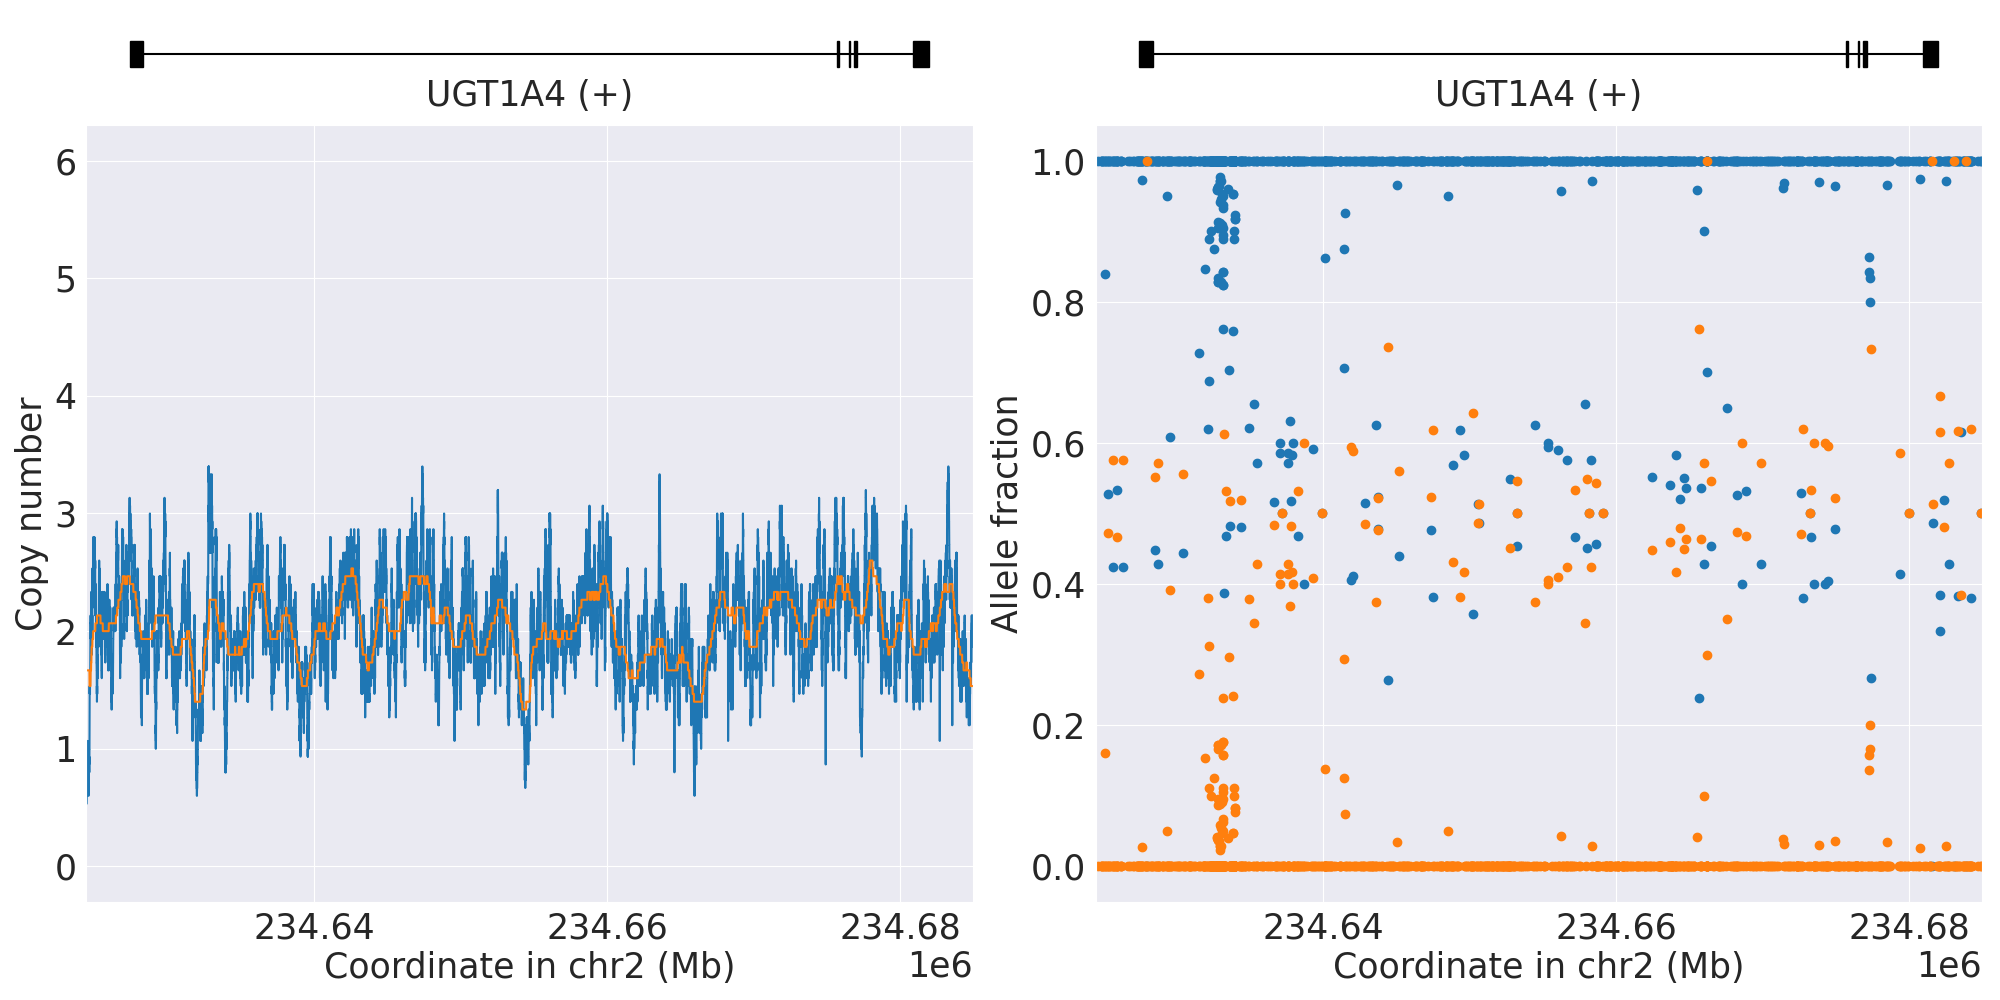 UGT1A4 (+)
6
5
4
3
2
1
0
Copy number
234.64 234.66 234.68
1e6
Coordinate in chr2 (Mb)
UGT1A4 (+)
1.0
0.8
0.6
0.4
0.2
0.0
Allele fraction
234.64 234.66 234.68
1e6
Coordinate in chr2 (Mb)